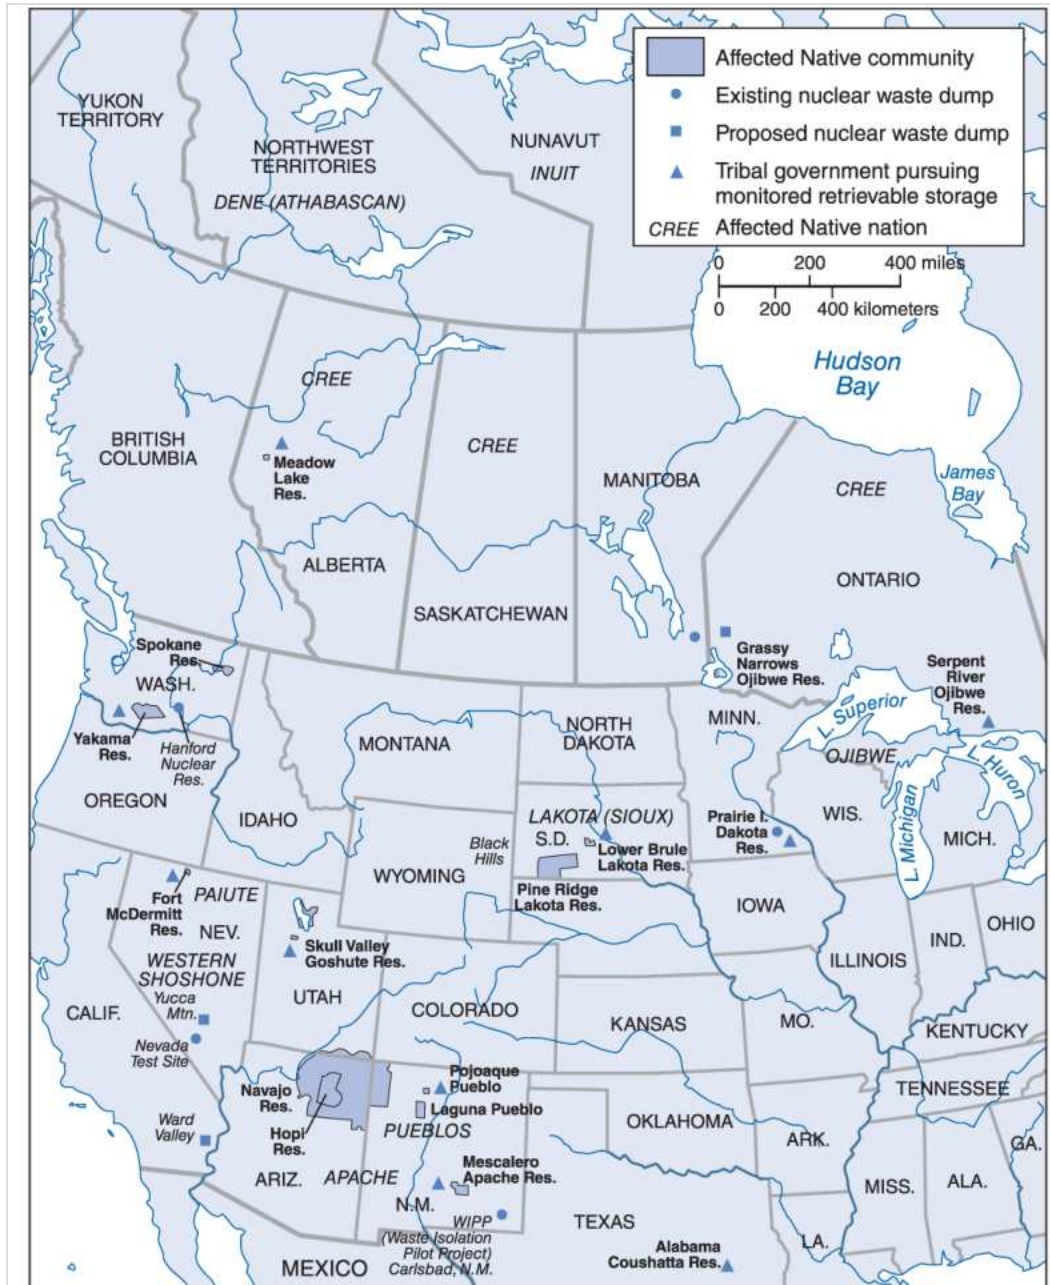 Affected Native community
Existing nuclear waste dump
Proposed nuclear waste dump
Tribal government pursuing
monitored retrievable storage
CREE Affected Native nation
0 200 400 miles
0 200 400 kilometers
YUKON
TERRITORY
NORTHWEST
TERRITORIES
DENE (ATHABASCAN)
NUNAVUT
INUIT
Hudson
Bay
James
Bay
BRITISH
COLUMBIA
CREE
Meadow
Lake
Res.
ALBERTA
CREE
SASKATCHEWAN
MANITOBA
CREE
ONTARIO
Grassy
Narrows
Ojibwe Res.
Serpent
River
Ojibwe
Res.
L. Superior
L. Huron
L. Michigan
OJIBWE
Spokane
Res.
WASH.
Yakama
Res.
Hanford
Nuclear
Res.
OREGON
IDAHO
MONTANA
NORTH
DAKOTA
MINN.
WIS.
MICH.
LAKOTA (SIOUX)
S.D.
Black
Hills
Lower Brule
Lakota Res.
Pine Ridge
Lakota Res.
Prairie I.
Dakota
Res.
WYOMING
IOWA
Fort
McDermitt
Res.
PAIUTE
NEV.
WESTERN
SHOSHONE
Yucca
Mtn.
Nevada
Test Site
CALIF.
Ward
Valley
Skull Valley
Goshute Res.
UTAH
COLORADO
KANSAS
MO.
ILLINOIS
IND.
OHIO
KENTUCKY
TENNESSEE
Navajo
Res.
Hopi
Res.
ARIZ.
APACHE
Pojoaque
Pueblo
Laguna Pueblo
PUEBLOS
Mescalero
Apache Res.
N.M.
WIPP
(Waste Isolation
Pilot Project)
Carlsbad, N.M.
OKLAHOMA
ARK.
TEXAS
Alabama
Coushatta Res.
LA.
MISS.
ALA.
GA.
MEXICO